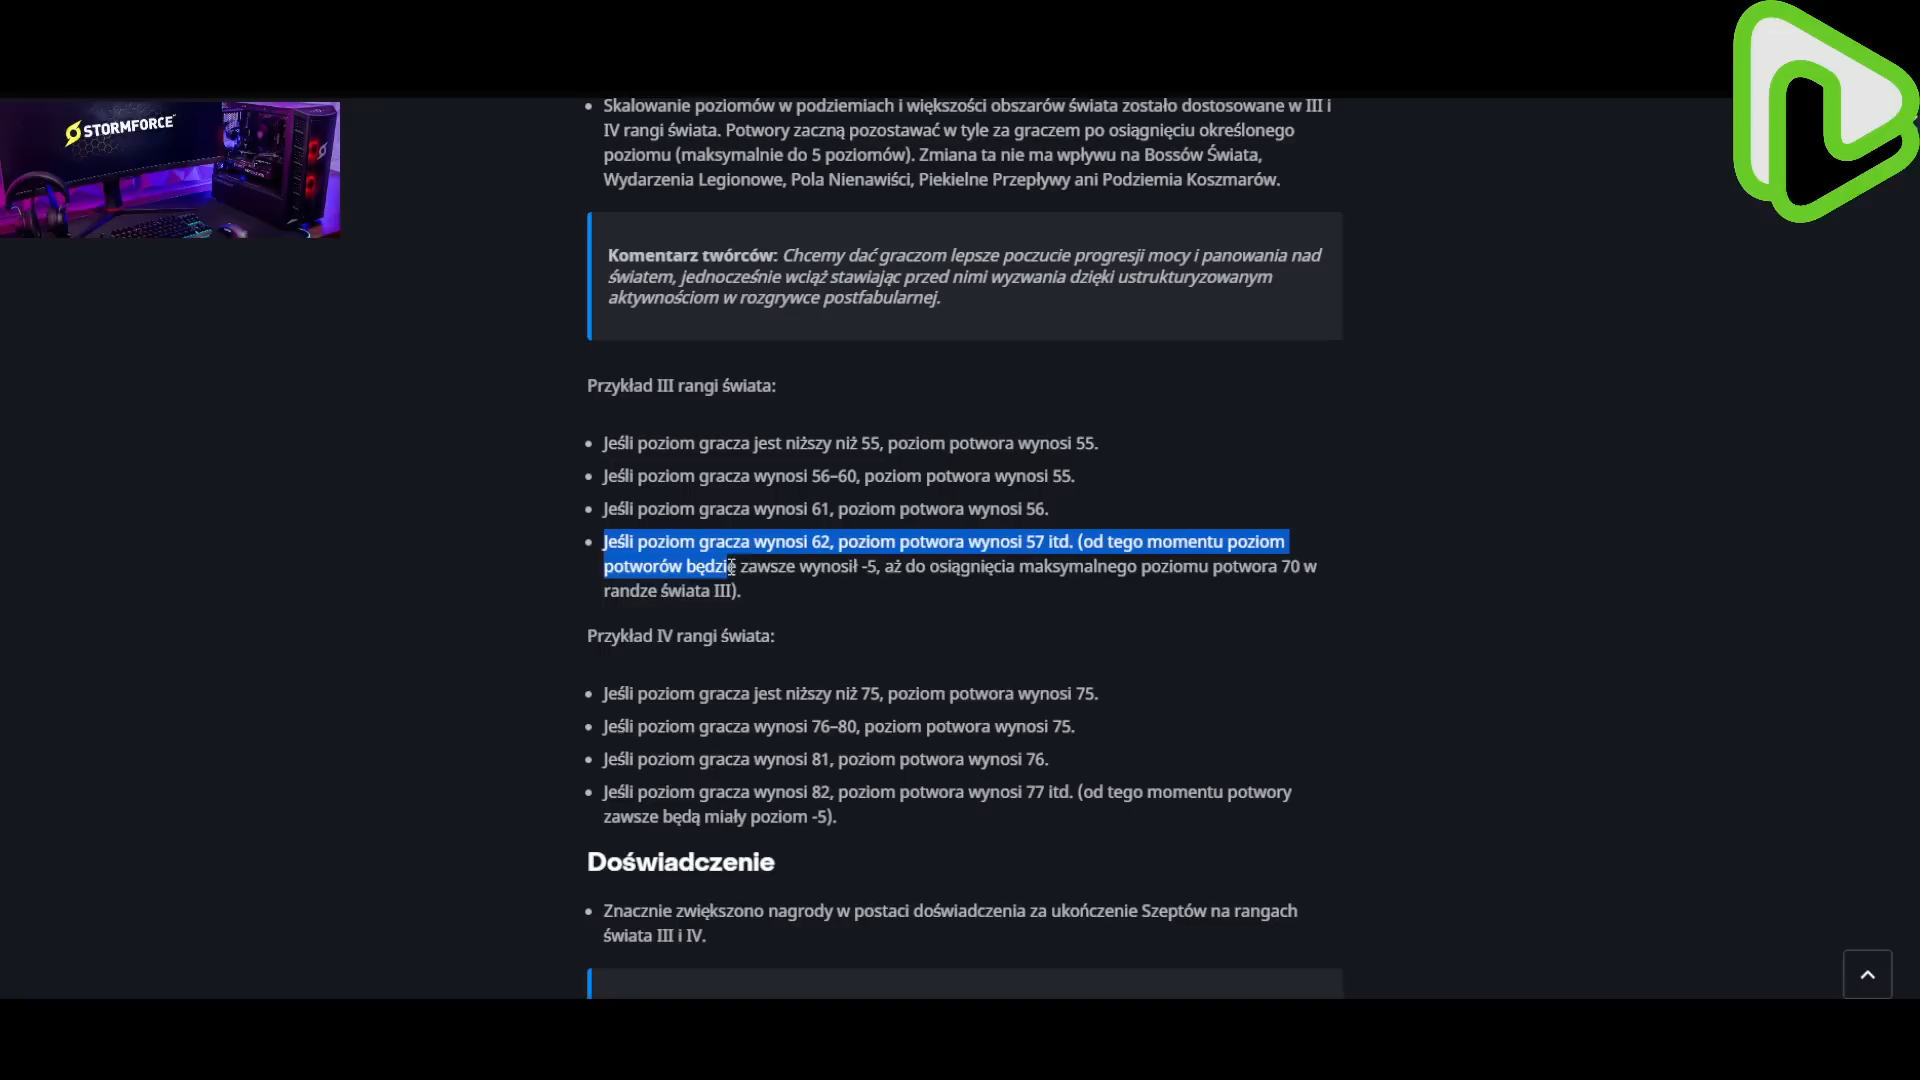 STORMFORCE
Skalowanie poziomów w podziemiach i większości obszarów świata zostało dostosowane w III i
IV rangi świata. Potwory zaczną pozostawać w tyle za graczem po osiągnięciu określonego
poziomu (maksymalnie do 5 poziomów). Zmiana ta nie ma wpływu na Bossów Świata,
Wydarzenia Legionowe, Pola Nienawiści, Piekielne Przepływy ani Podziemia Koszmarów.
Komentarz twórców: Chcemy dać graczom lepsze poczucie progresji mocy i panowania nad
światem, jednocześnie wciąż stawiając przed nimi wyzwania dzięki ustrukturyzowanym
aktywnościom w rozgrywce postfabularnej.
Przykład III rangi świata:
Jeśli poziom gracza jest niższy niż 55, poziom potwora wynosi 55.
Jeśli poziom gracza wynosi 56–60, poziom potwora wynosi 55.
Jeśli poziom gracza wynosi 61, poziom potwora wynosi 56.
Jeśli poziom gracza wynosi 62, poziom potwora wynosi 57 itd. (od tego momentu poziom
potworów będzie zawsze wynosił -5, aż do osiągnięcia maksymalnego poziomu potwora 70 w
randze świata III).
Przykład IV rangi świata:
Jeśli poziom gracza jest niższy niż 75, poziom potwora wynosi 75.
Jeśli poziom gracza wynosi 76–80, poziom potwora wynosi 75.
Jeśli poziom gracza wynosi 81, poziom potwora wynosi 76.
Jeśli poziom gracza wynosi 82, poziom potwora wynosi 77 itd. (od tego momentu potwory
zawsze będą miały poziom -5).
Doświadczenie
Znacznie zwiększono nagrody w postaci doświadczenia za ukończenie Szeptów na rangach
świata III i IV.